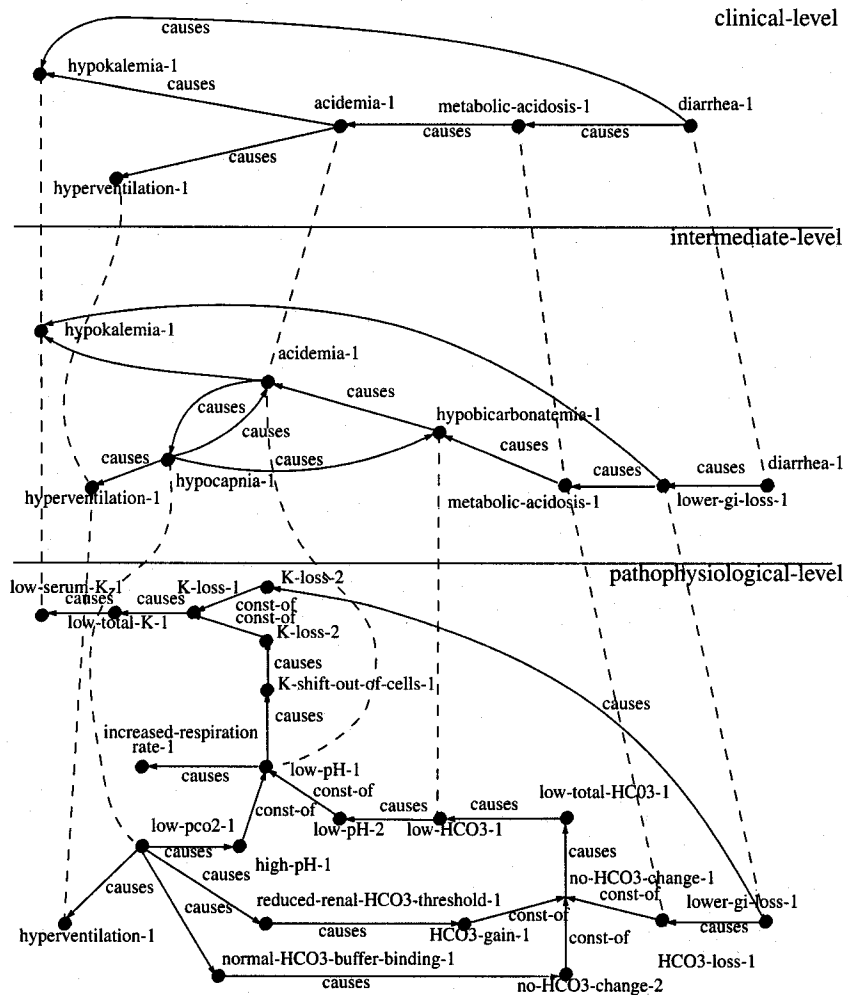 clinical-level
causes
hypokalemia-1
causes
acidemia-1
metabolic-acidosis-1
diarrhea-1
causes
causes
causes
hyperventilation-1
intermediate-level
hypokalemia-1
acidemia-1
causes
causes
hypobicarbonatemia-1
causes
causes
causes
causes
causes
causes
diarrhea-1
hypocapnia-1
hyperventilation-1
metabolic-acidosis-1
lower-gi-loss-1
pathophysiological-level
low-serum-K-1
K-loss-1
K-loss-2
causes
causes
const-of
const-of
low-total-K-1
K-loss-2
causes
K-shift-out-of-cells-1
causes
causes
increased-respiration
rate-1
causes
low-pH-1
const-of
low-total-HC03-1
const-of
causes
causes
low-pco2-1
low-pH-2
low-HCO3-1
causes
high-pH-1
causes
causes
no-HCO3-change-1
causes
reduced-renal-HCO3-threshold-1
const-of
lower-gi-loss-1
causes
const-of
causes
causes
hyperventilation-1
HCO3-gain-1
const-of
normal-HCO3-buffer-binding-1
HCO3-loss-1
causes
no-HCO3-change-2